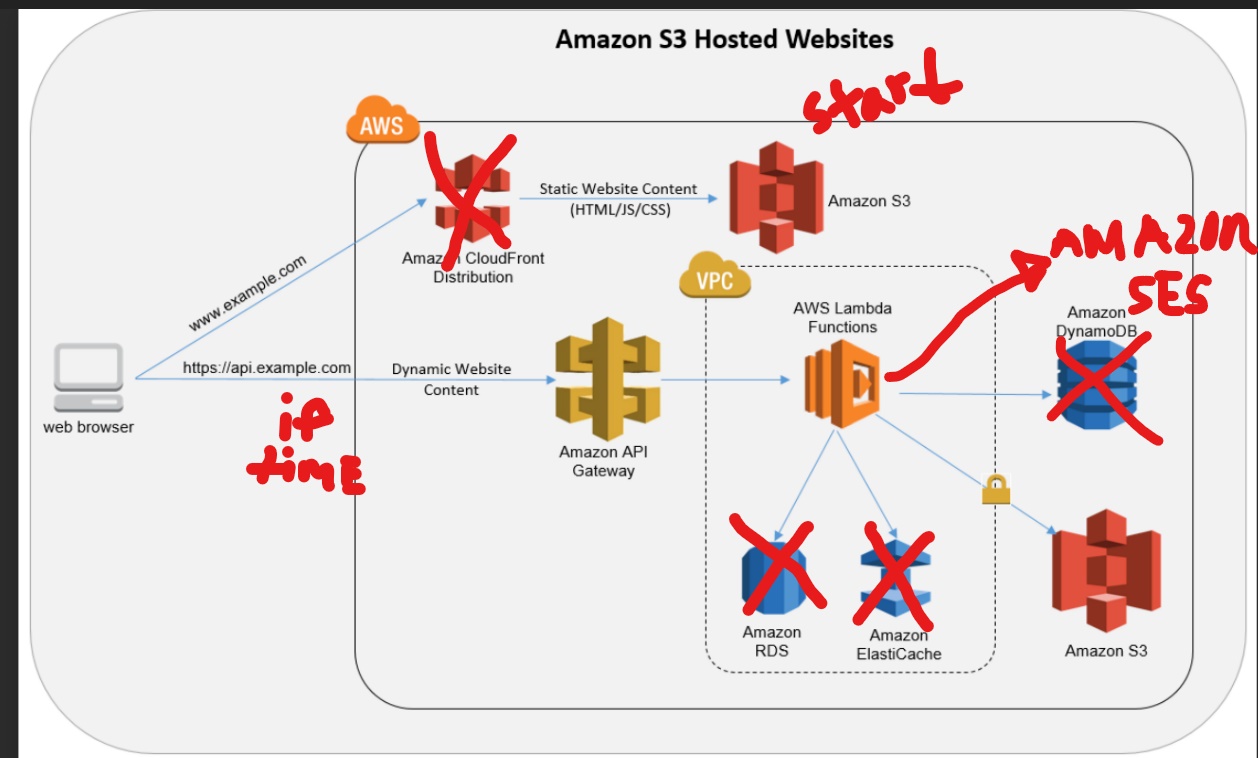 Amazon S3 Hosted Websites
start
AWS
Static Website Content
(HTML/JS/CSS)
Amazon S3
Amazon CloudFront
Distribution
www.example.com
AMAZIN
SES
VPC
AWS Lambda
Functions
Amazon
DynamoDB
https://api.example.com
Dynamic Website
Content
web browser
ip
timE
Amazon API
Gateway
Amazon
RDS
Amazon
ElastiCache
Amazon S3